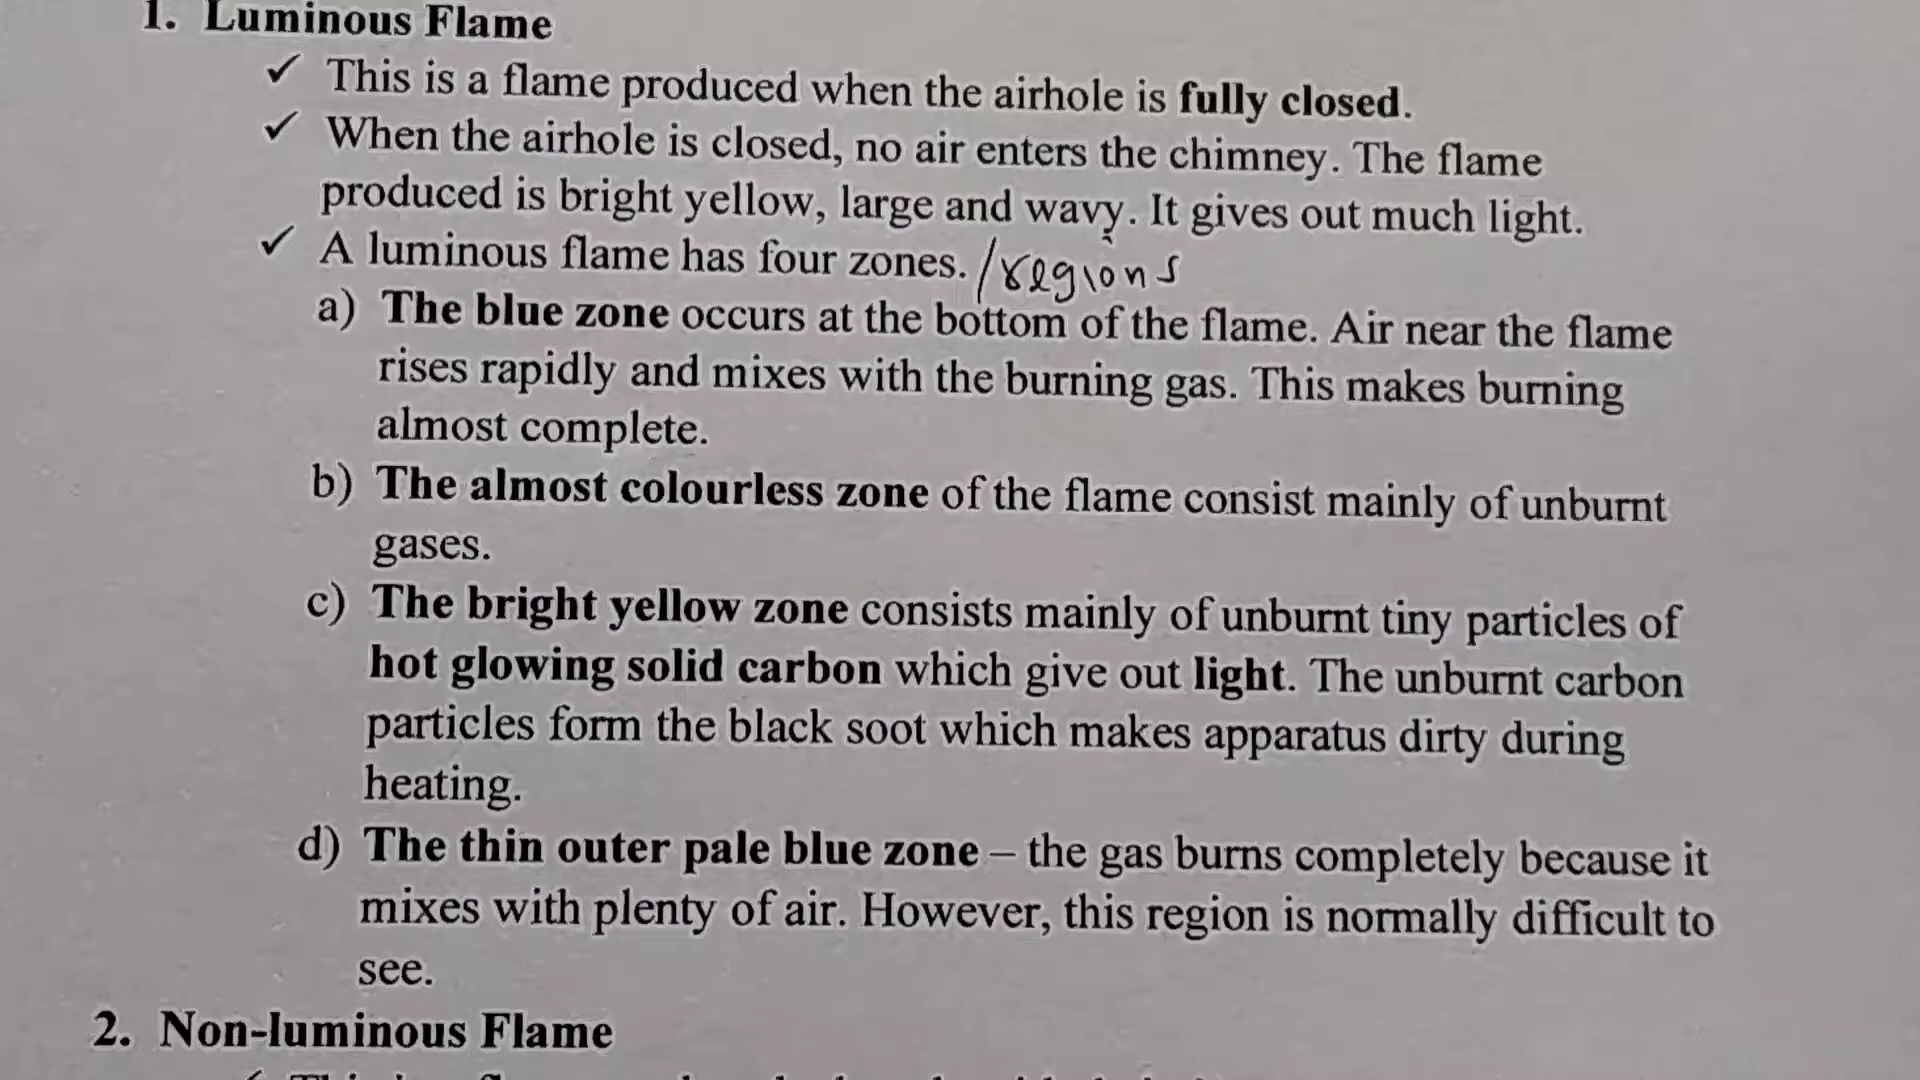 1. Luminous Flame
✓ This is a flame produced when the airhole is fully closed.
✓ When the airhole is closed, no air enters the chimney. The flame
produced is bright yellow, large and wavy. It gives out much light.
✓ A luminous flame has four zones. /regions
a) The blue zone occurs at the bottom of the flame. Air near the flame
rises rapidly and mixes with the burning gas. This makes burning
almost complete.
b) The almost colourless zone of the flame consist mainly of unburnt
gases.
c) The bright yellow zone consists mainly of unburnt tiny particles of
hot glowing solid carbon which give out light. The unburnt carbon
particles form the black soot which makes apparatus dirty during
heating.
d) The thin outer pale blue zone – the gas burns completely because it
mixes with plenty of air. However, this region is normally difficult to
see.
2. Non-luminous Flame